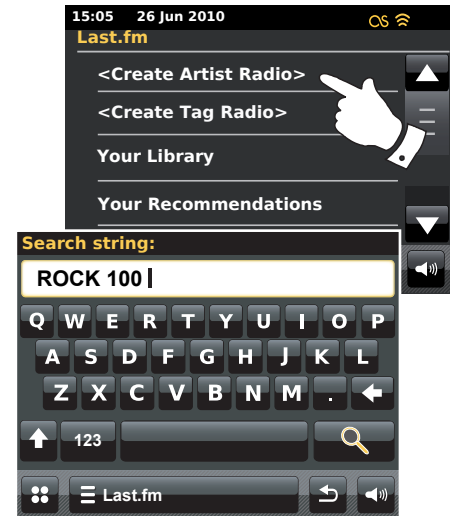 15:05 26 Jun 2010
Last.fm
<Create Artist Radio>
<Create Tag Radio>
Your Library
Your Recommendations
Search string:
ROCK 100
Q W E R T Y U I O P
A S D F G H J K L
Z X C V B N M .
123
Last.fm